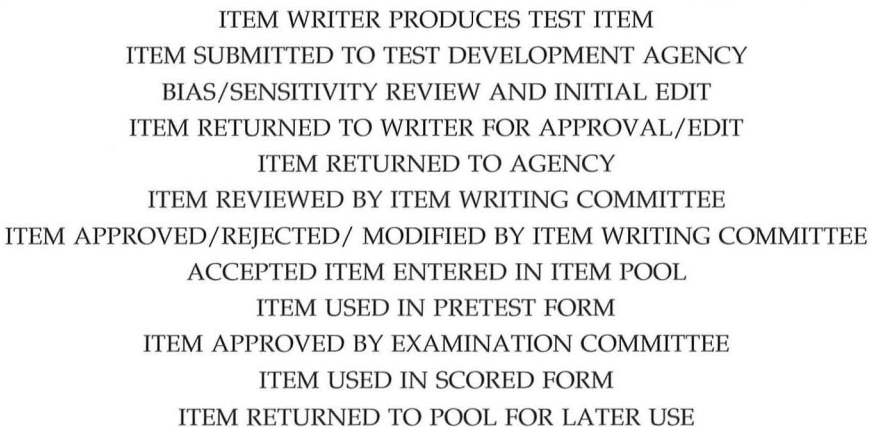 ITEM WRITER PRODUCES TEST ITEM
ITEM SUBMITTED TO TEST DEVELOPMENT AGENCY
BIAS/SENSITIVITY REVIEW AND INITIAL EDIT
ITEM RETURNED TO WRITER FOR APPROVAL/EDIT
ITEM RETURNED TO AGENCY
ITEM REVIEWED BY ITEM WRITING COMMITTEE
ITEM APPROVED/REJECTED/ MODIFIED BY ITEM WRITING COMMITTEE
ACCEPTED ITEM ENTERED IN ITEM POOL
ITEM USED IN PRETEST FORM
ITEM APPROVED BY EXAMINATION COMMITTEE
ITEM USED IN SCORED FORM
ITEM RETURNED TO POOL FOR LATER USE